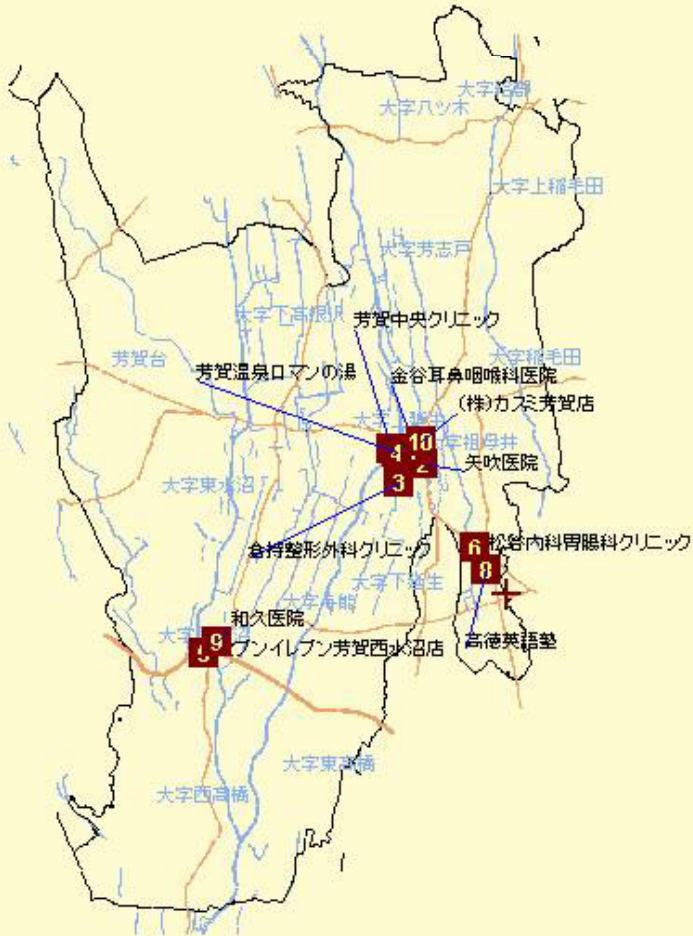 大字八ツ木
大字上稲毛田
大字芳志戸
大字下高根沢
芳賀中央クリニック
大字稲毛田
芳賀台
芳賀温泉ロマンの湯
金谷耳鼻咽喉科医院
(株)カスミ芳賀店
10
大字祖母井
4
2
矢吹医院
3
大字東水沼
倉持整形外科クリニック
6
松谷内科胃腸科クリニック
8
大字下延生
和久医院
9
高徳英語塾
ブンイレブン芳賀西水沼店
大字東高橋
大字西高橋